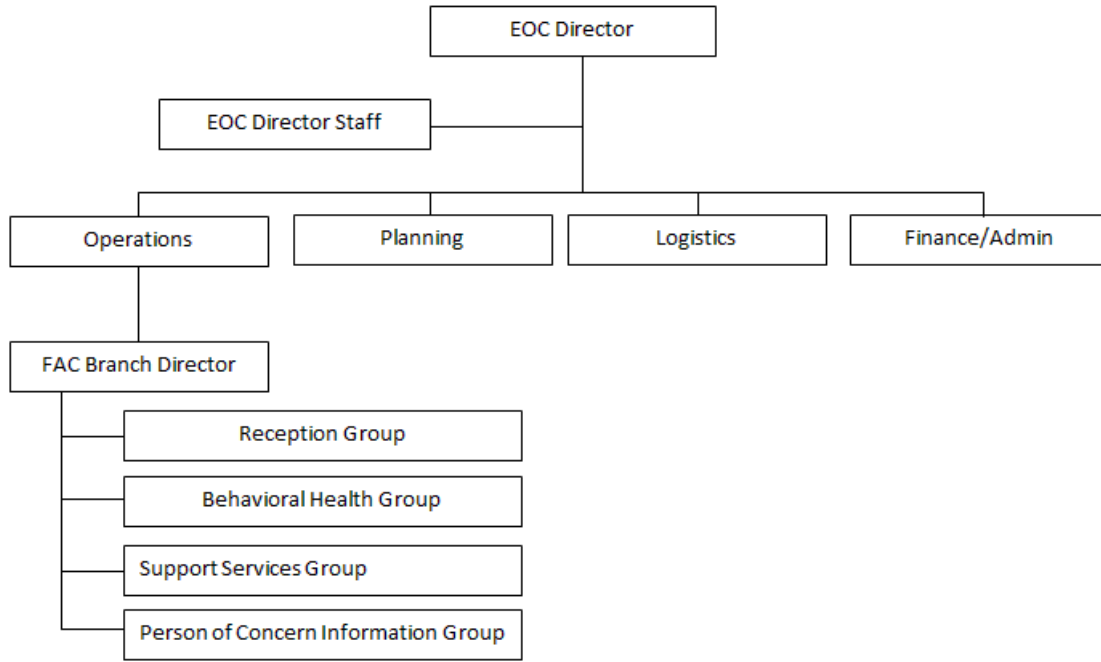 EOC Director
EOC Director Staff
Operations
Planning
Logistics
Finance/Admin
FAC Branch Director
Reception Group
Behavioral Health Group
Support Services Group
Person of Concern Information Group